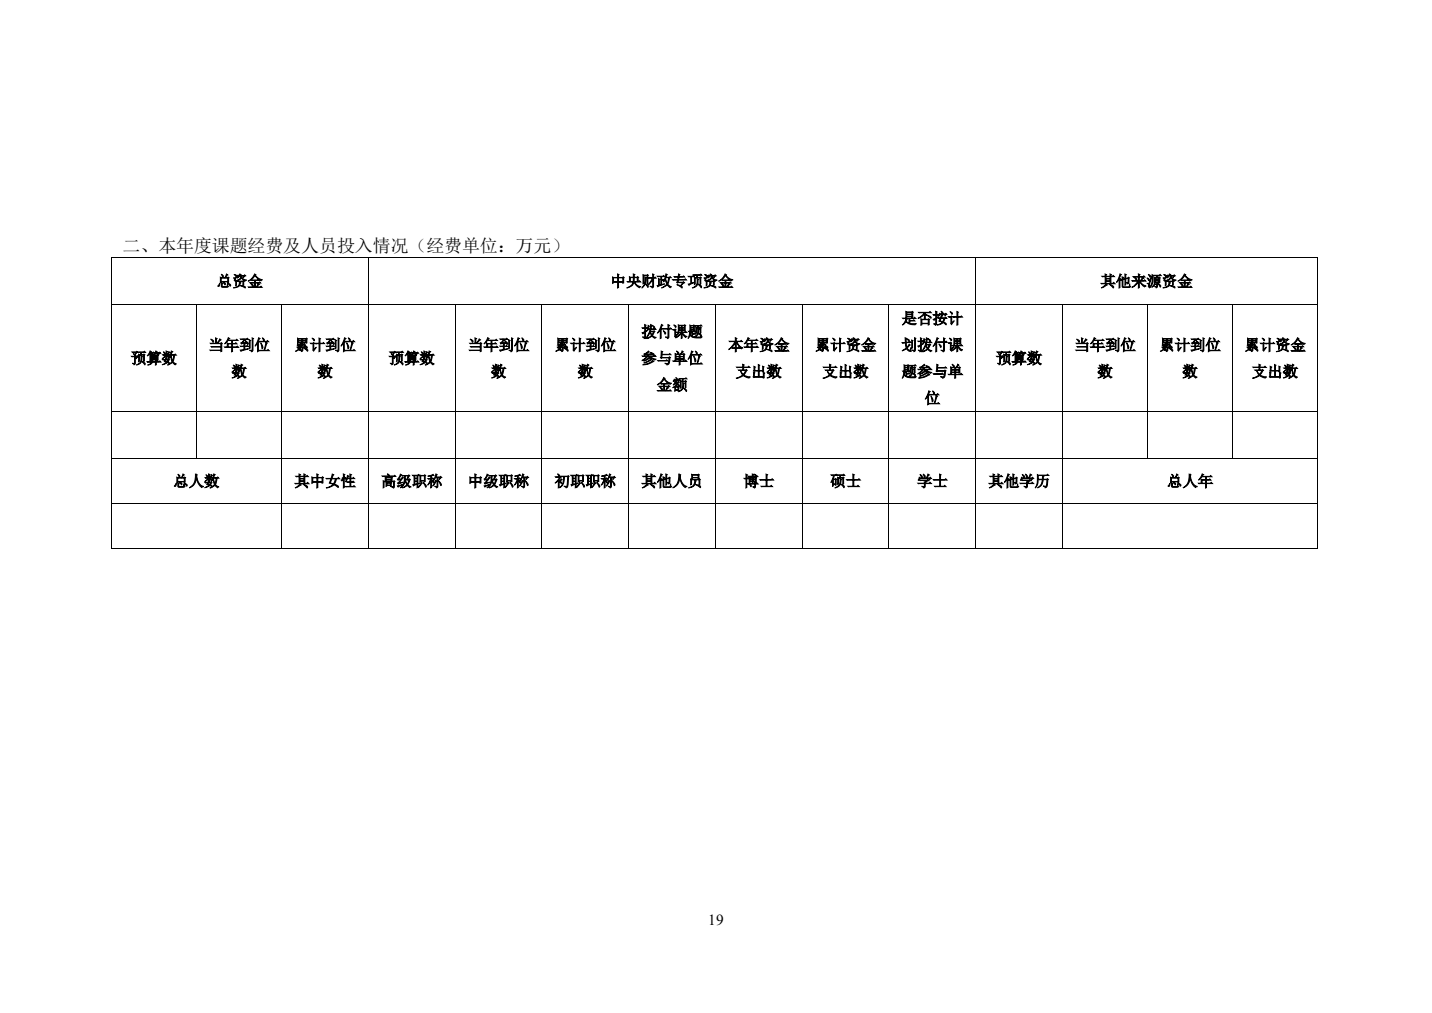 二、本年度课题经费及人员投入情况（经费单位：万元）
总资金 中央财政专项资金 其他来源资金
预算数 当年到位数 累计到位数 预算数 当年到位数 累计到位数 拨付课题参与单位金额 本年资金支出数 累计资金支出数 是否按计划拨付课题参与单位 预算数 当年到位数 累计到位数 累计资金支出数
总人数 其中女性 高级职称 中级职称 初职职称 其他人员 博士 硕士 学士 其他学历 总人年
19